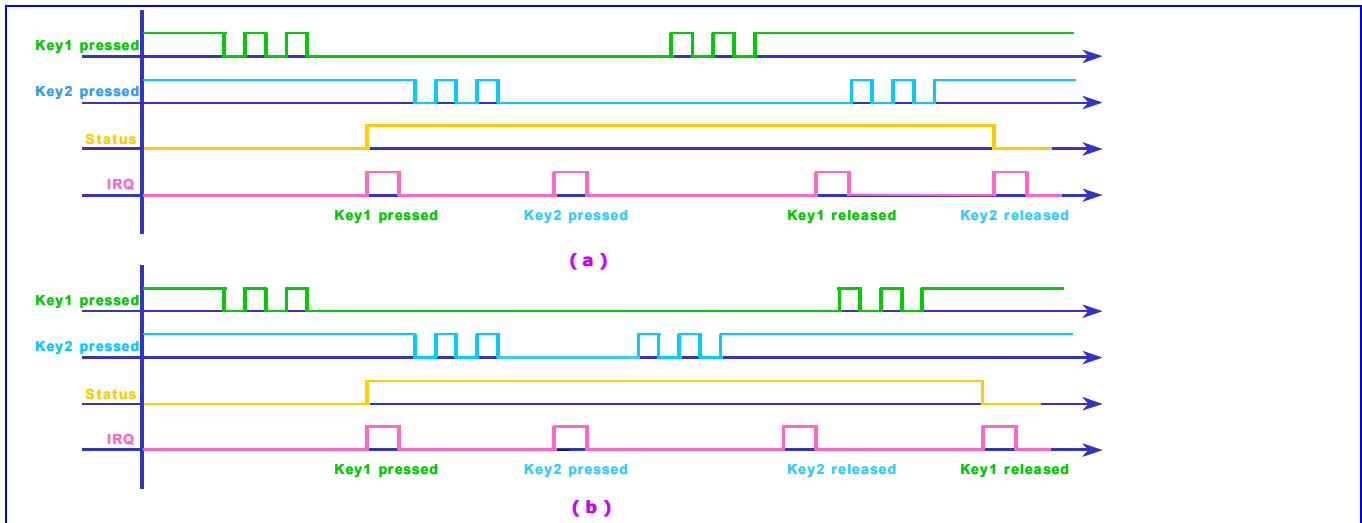 Key1 pressed
Key2 pressed
Status
IRQ
Key1 pressed Key2 pressed Key1 released Key2 released
( a )
Key1 pressed
Key2 pressed
Status
IRQ
Key1 pressed Key2 pressed Key2 released Key1 released
( b )